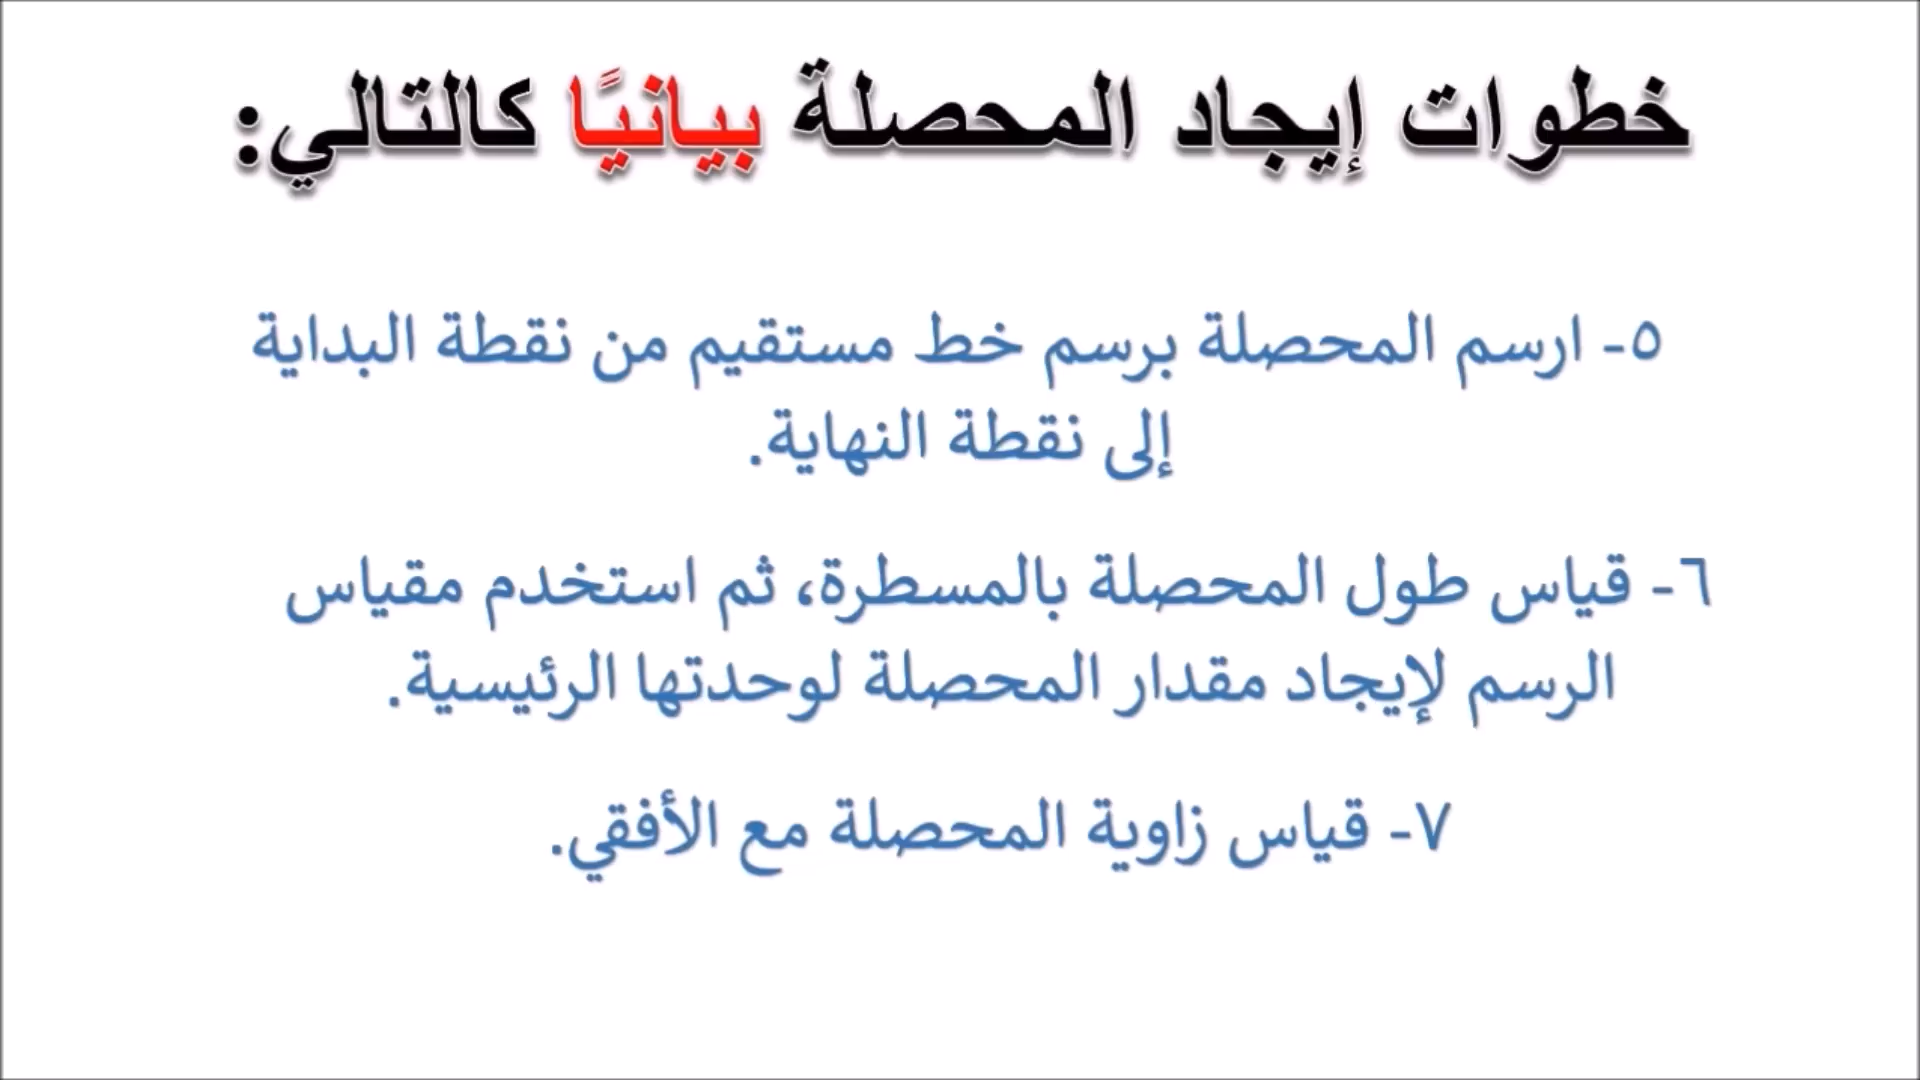 خطوات إيجاد المحصلة بيانيًا كالتالي:
٥- ارسم المحصلة برسم خط مستقيم من نقطة البداية
إلى نقطة النهاية.
٦- قياس طول المحصلة بالمسطرة، ثم استخدم مقياس
الرسم لإيجاد مقدار المحصلة لوحدتها الرئيسية.
٧- قياس زاوية المحصلة مع الأفقي.